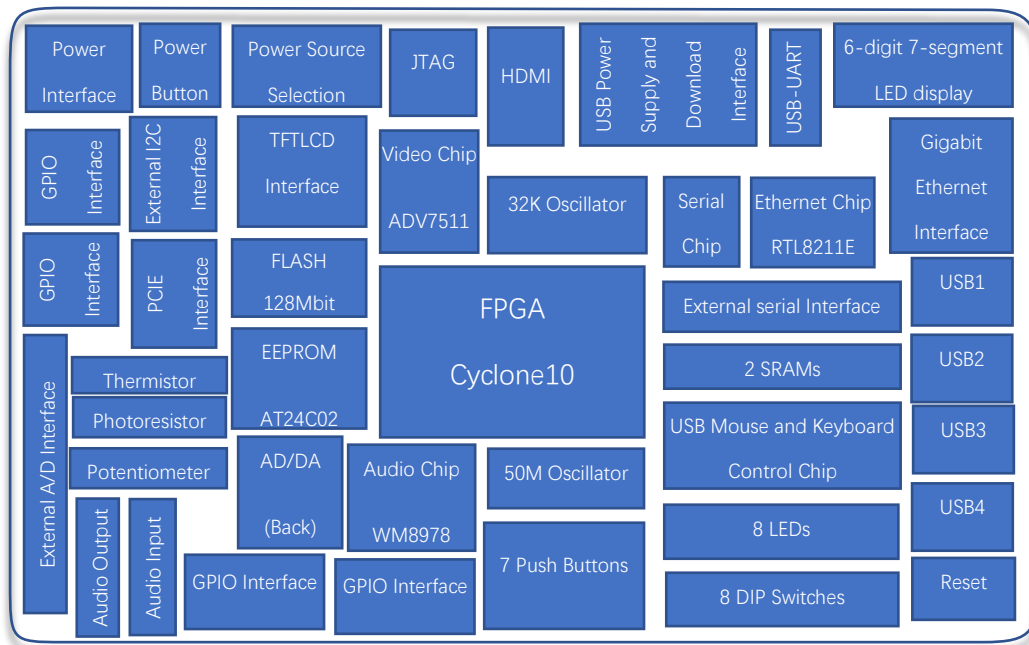 Power
Interface
Power
Button
Power Source
Selection
JTAG
HDMI
USB Power
Supply and
Download
Interface
USB-UART
6-digit 7-segment
LED display
GPIO
Interface
External I2C
Interface
TFTLCD
Interface
Video Chip
ADV7511
32K Oscillator
Serial
Chip
Ethernet Chip
RTL8211E
Gigabit
Ethernet
Interface
GPIO
Interface
PCIE
Interface
FLASH
128Mbit
FPGA
Cyclone10
External serial Interface
USB1
External A/D Interface
Thermistor
Photoresistor
Potentiometer
EEPROM
AT24C02
2 SRAMs
USB2
USB Mouse and Keyboard
Control Chip
USB3
AD/DA
(Back)
Audio Chip
WM8978
50M Oscillator
USB4
Audio Output
Audio Input
8 LEDs
GPIO Interface
GPIO Interface
7 Push Buttons
8 DIP Switches
Reset